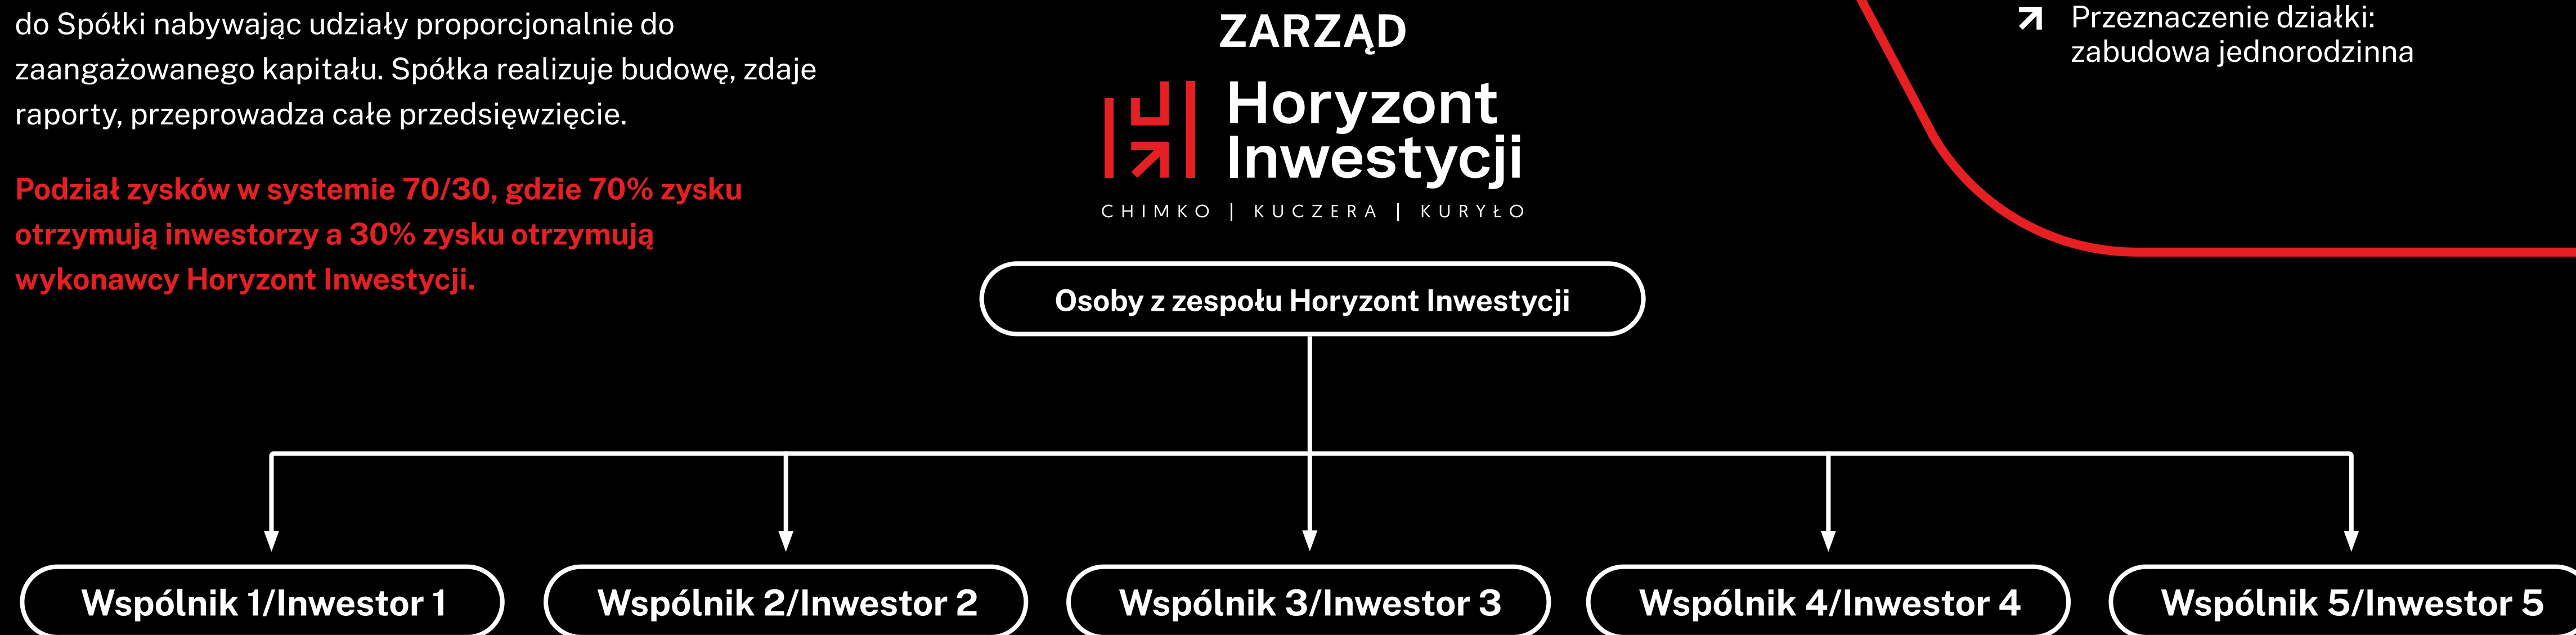 do Spółki nabywając udziały proporcjonalnie do
zaangażowanego kapitału. Spółka realizuje budowę, zdaje
raporty, przeprowadza całe przedsięwzięcie.
Podział zysków w systemie 70/30, gdzie 70% zysku
otrzymują inwestorzy a 30% zysku otrzymują
wykonawcy Horyzont Inwestycji.
ZARZĄD
Horyzont
Inwestycji
CHIMKO | KUCZERA | KURYŁO
Osoby z zespołu Horyzont Inwestycji
Przeznaczenie działki:
zabudowa jednorodzinna
Wspólnik 1/Inwestor 1
Wspólnik 2/Inwestor 2
Wspólnik 3/Inwestor 3
Wspólnik 4/Inwestor 4
Wspólnik 5/Inwestor 5